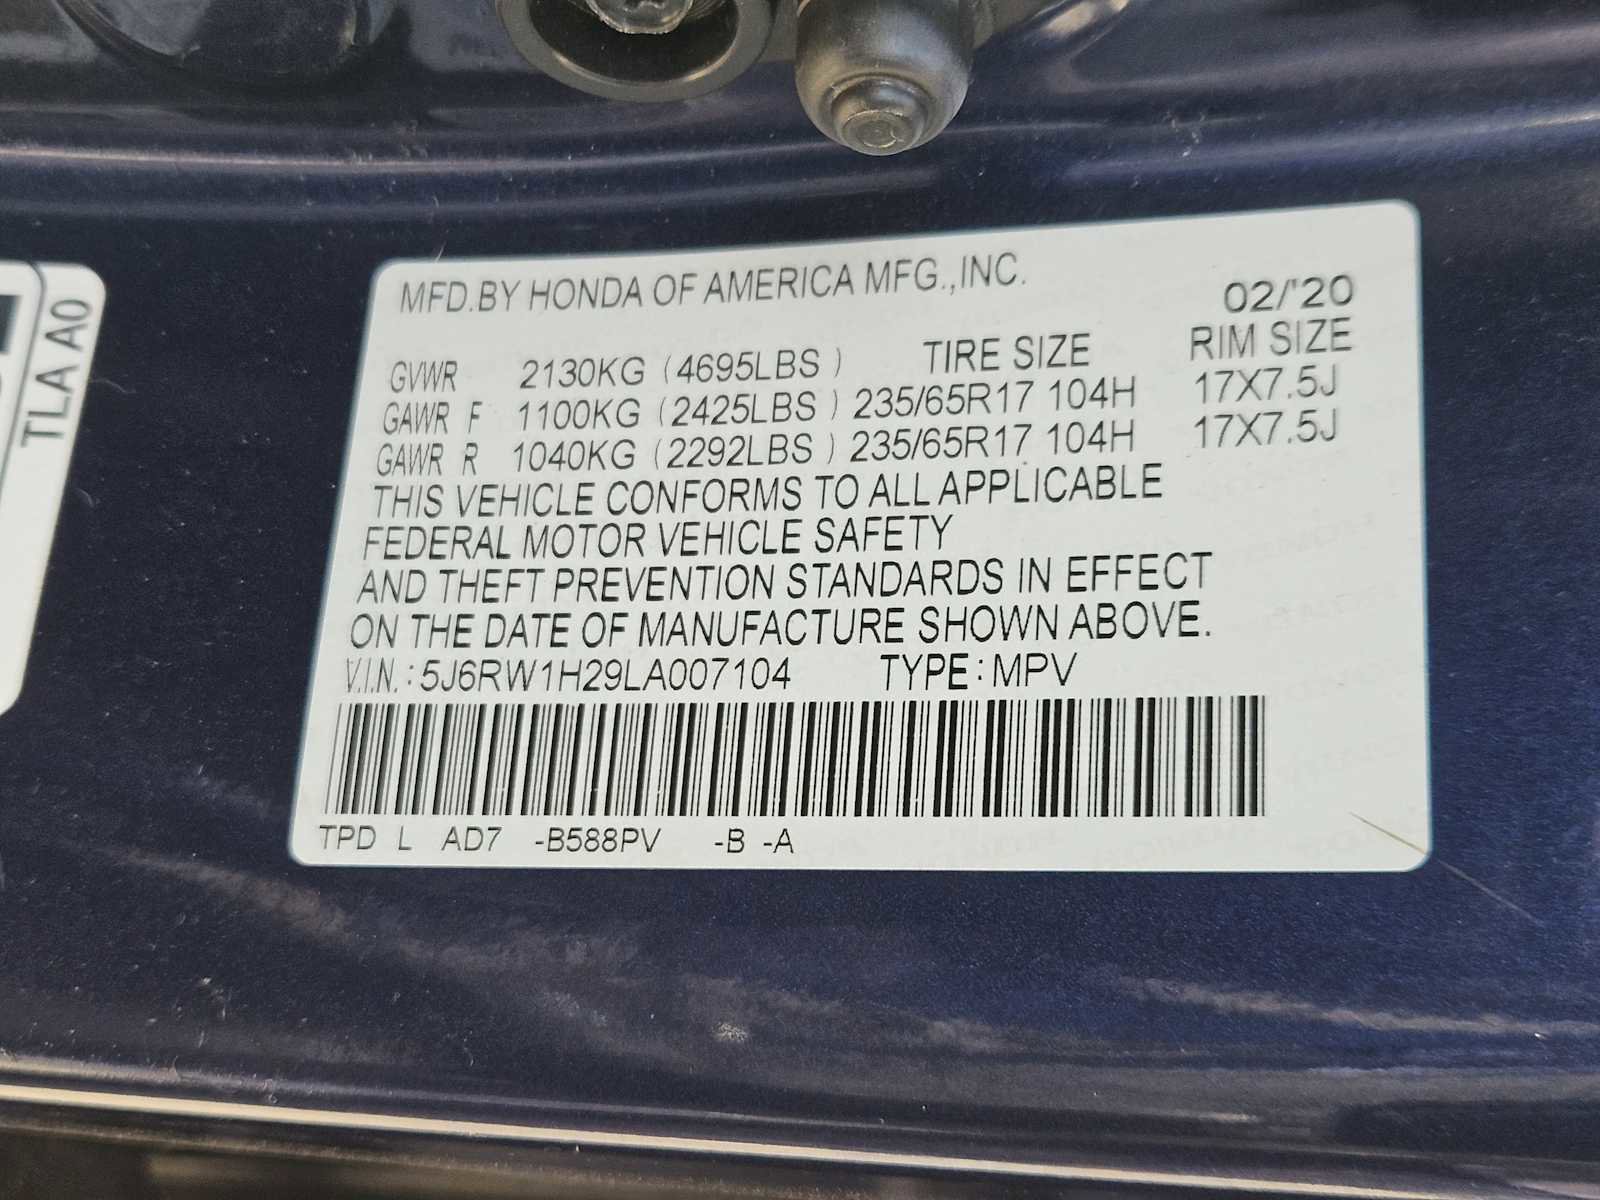 TLA A0
MFD.BY HONDA OF AMERICA MFG.,INC.
02/'20
GVWR 2130KG (4695LBS ) TIRE SIZE RIM SIZE
GAWR F 1100KG (2425LBS ) 235/65R17 104H 17X7.5J
GAWR R 1040KG (2292LBS ) 235/65R17 104H 17X7.5J
THIS VEHICLE CONFORMS TO ALL APPLICABLE
FEDERAL MOTOR VEHICLE SAFETY
AND THEFT PREVENTION STANDARDS IN EFFECT
ON THE DATE OF MANUFACTURE SHOWN ABOVE.
V.I.N. : 5J6RW1H29LA007104 TYPE : MPV
TPD L AD7 -B588PV -B -A